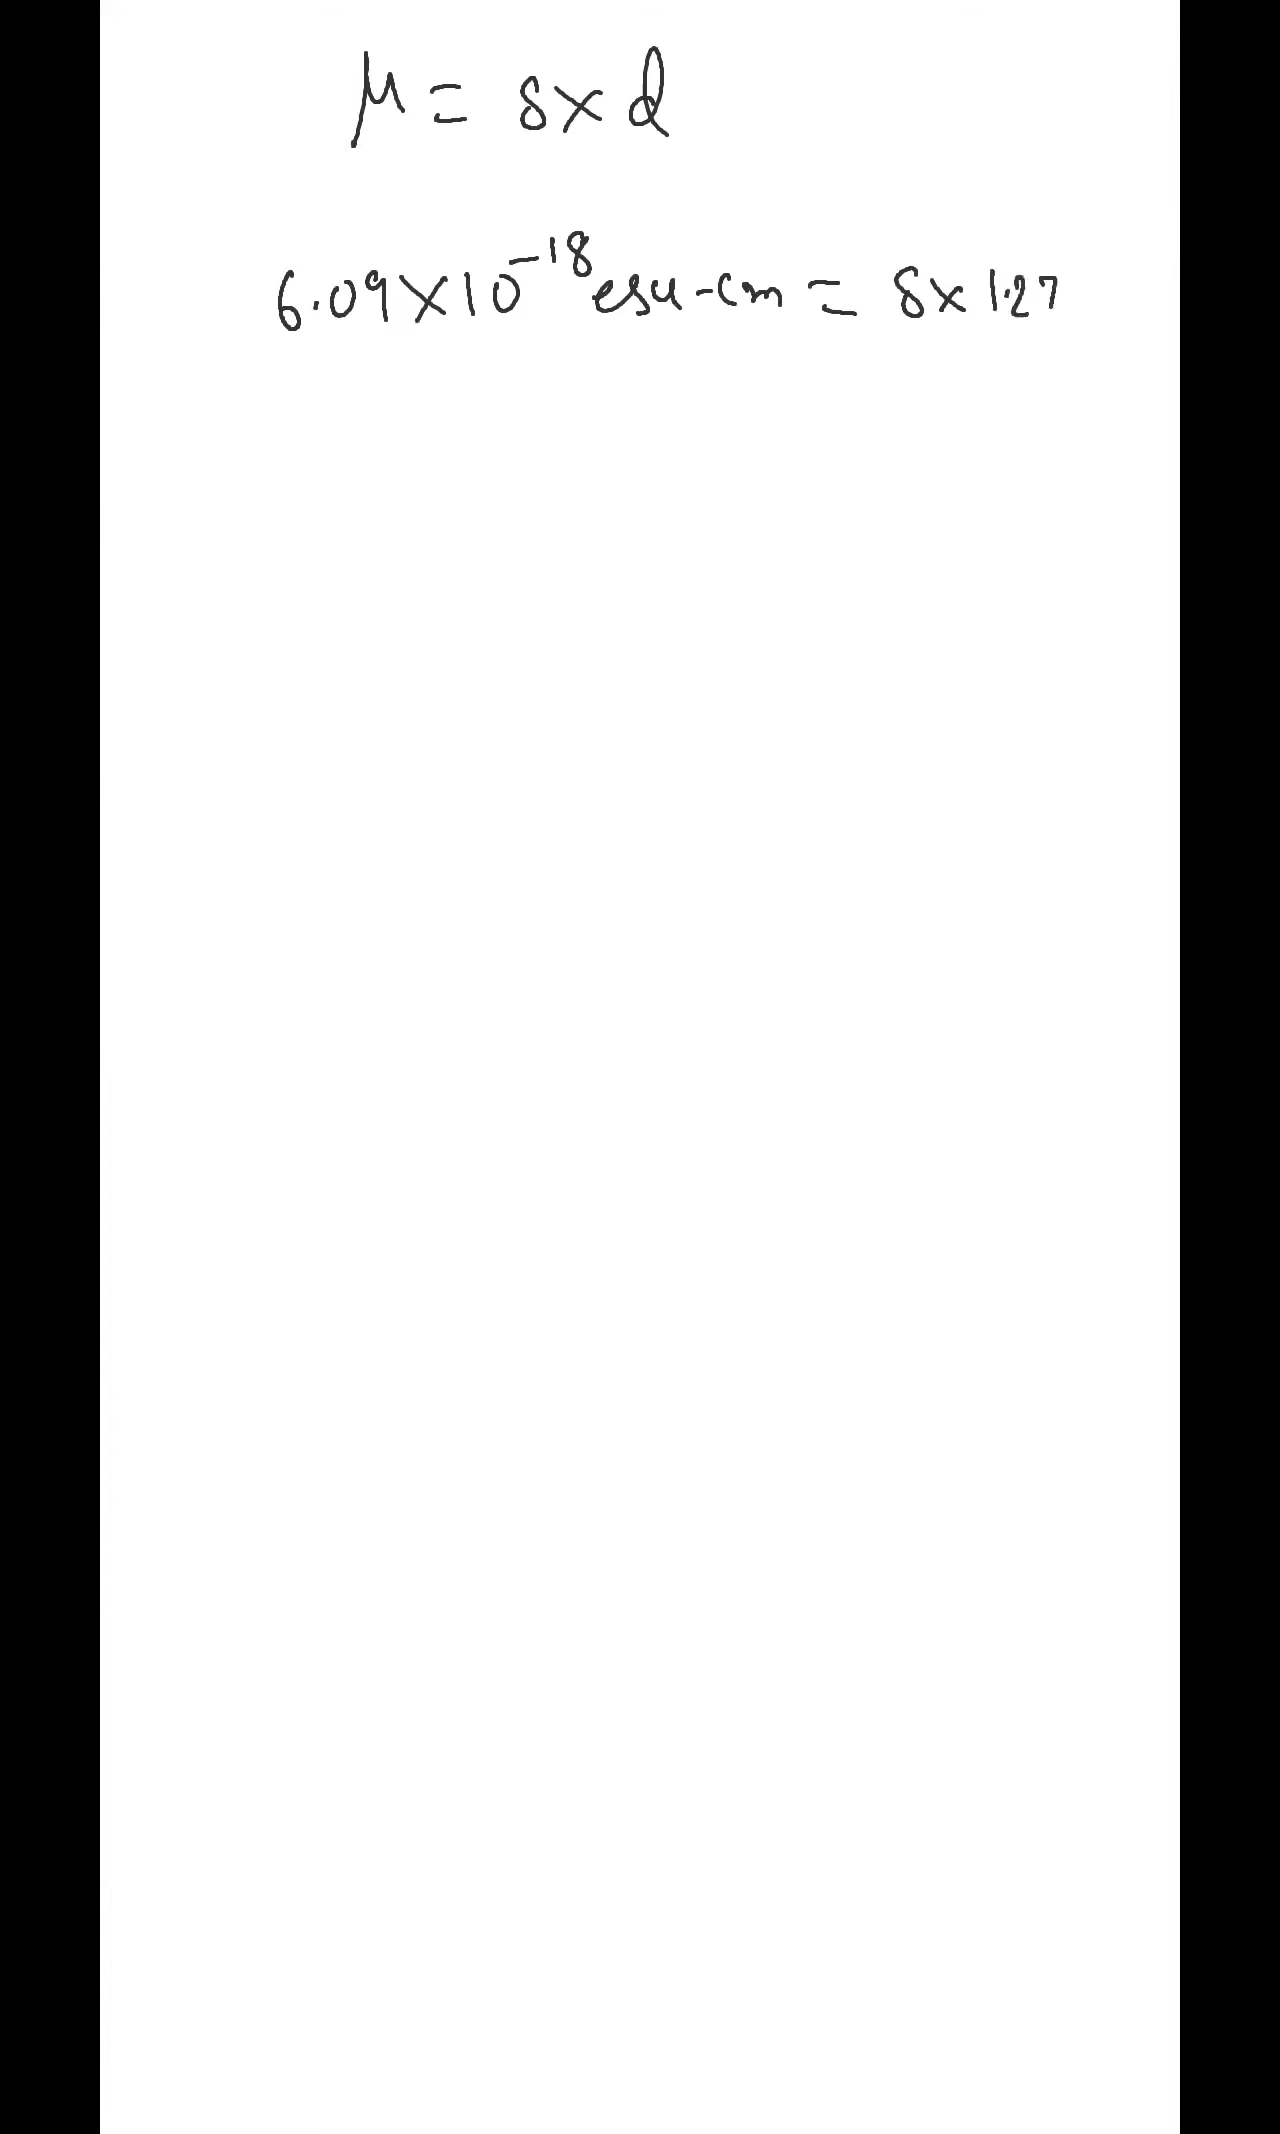 μ = δ × d
6.09 × 10⁻¹⁸ esu-cm = δ × 1.27